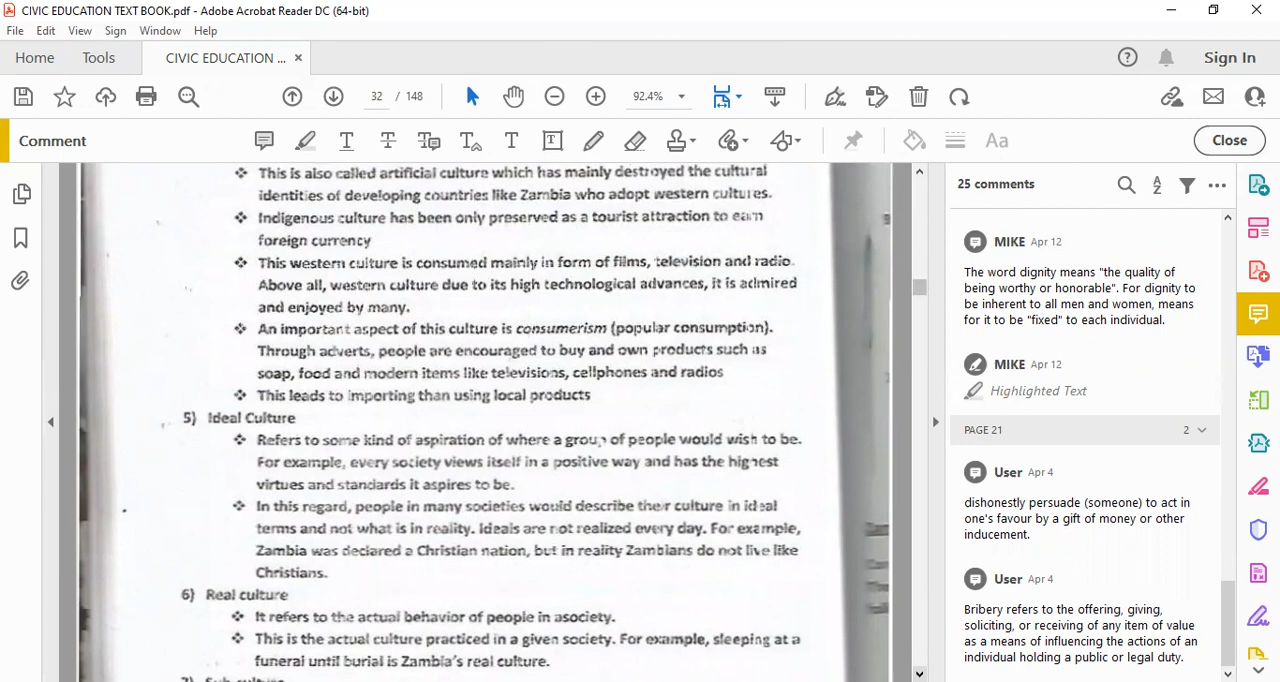 CIVIC EDUCATION TEXT BOOK.pdf - Adobe Acrobat Reader DC (64-bit)
File Edit View Sign Window Help
Home Tools CIVIC EDUCATION ... × Sign In
32 / 148 92.4%
Comment Close
❖ This is also called artificial culture which has mainly destroyed the cultural
identities of developing countries like Zambia who adopt western cultures.
❖ Indigenous culture has been only preserved as a tourist attraction to earn
foreign currency
❖ This western culture is consumed mainly in form of films, television and radio.
Above all, western culture due to its high technological advances, it is admired
and enjoyed by many.
❖ An important aspect of this culture is consumerism (popular consumption).
Through adverts, people are encouraged to buy and own products such as
soap, food and modern items like televisions, cellphones and radios
❖ This leads to importing than using local products
5) Ideal Culture
❖ Refers to some kind of aspiration of where a group of people would wish to be.
For example, every society views itself in a positive way and has the highest
virtues and standards it aspires to be.
❖ In this regard, people in many societies would describe their culture in ideal
terms and not what is in reality. Ideals are not realized every day. For example,
Zambia was declared a Christian nation, but in reality Zambians do not live like
Christians.
6) Real culture
❖ It refers to the actual behavior of people in asociety.
❖ This is the actual culture practiced in a given society. For example, sleeping at a
funeral until burial is Zambia's real culture.
7) Sub-culture
25 comments
MIKE Apr 12
The word dignity means "the quality of
being worthy or honorable". For dignity to
be inherent to all men and women, means
for it to be "fixed" to each individual.
MIKE Apr 12
Highlighted Text
PAGE 21 2
User Apr 4
dishonestly persuade (someone) to act in
one's favour by a gift of money or other
inducement.
User Apr 4
Bribery refers to the offering, giving,
soliciting, or receiving of any item of value
as a means of influencing the actions of an
individual holding a public or legal duty.